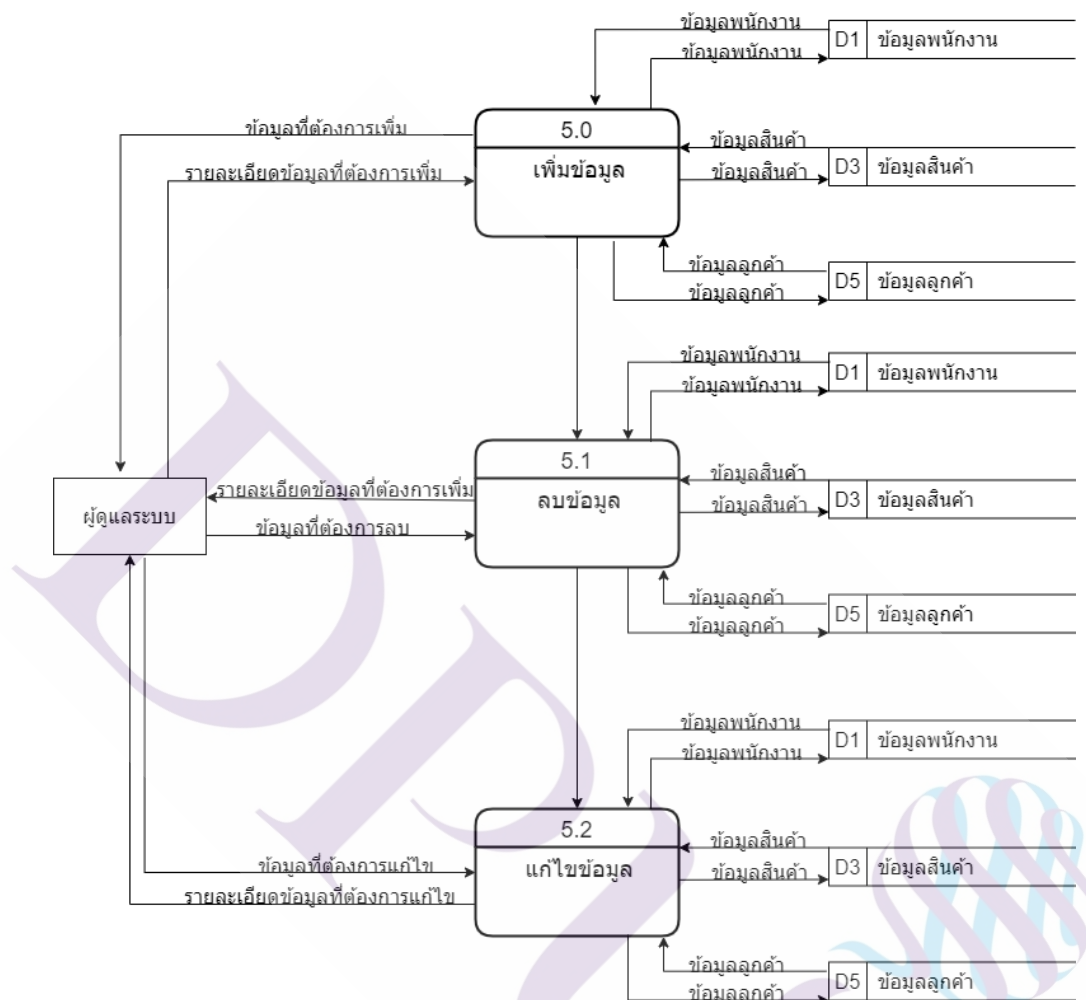 ข้อมูลพนักงาน
D1 ข้อมูลพนักงาน
ข้อมูลพนักงาน
ข้อมูลที่ต้องการเพิ่ม
5.0
ข้อมูลสินค้า
รายละเอียดข้อมูลที่ต้องการเพิ่ม
เพิ่มข้อมูล
ข้อมูลสินค้า
D3 ข้อมูลสินค้า
ข้อมูลลูกค้า
D5 ข้อมูลลูกค้า
ข้อมูลลูกค้า
ข้อมูลพนักงาน
D1 ข้อมูลพนักงาน
ข้อมูลพนักงาน
5.1
ข้อมูลสินค้า
รายละเอียดข้อมูลที่ต้องการเพิ่ม
ลบข้อมูล
ข้อมูลสินค้า
D3 ข้อมูลสินค้า
ผู้ดูแลระบบ
ข้อมูลที่ต้องการลบ
ข้อมูลลูกค้า
D5 ข้อมูลลูกค้า
ข้อมูลลูกค้า
ข้อมูลพนักงาน
D1 ข้อมูลพนักงาน
ข้อมูลพนักงาน
5.2
ข้อมูลสินค้า
ข้อมูลที่ต้องการแก้ไข
แก้ไขข้อมูล
ข้อมูลสินค้า
D3 ข้อมูลสินค้า
รายละเอียดข้อมูลที่ต้องการแก้ไข
ข้อมูลลูกค้า
D5 ข้อมูลลูกค้า
ข้อมูลลูกค้า